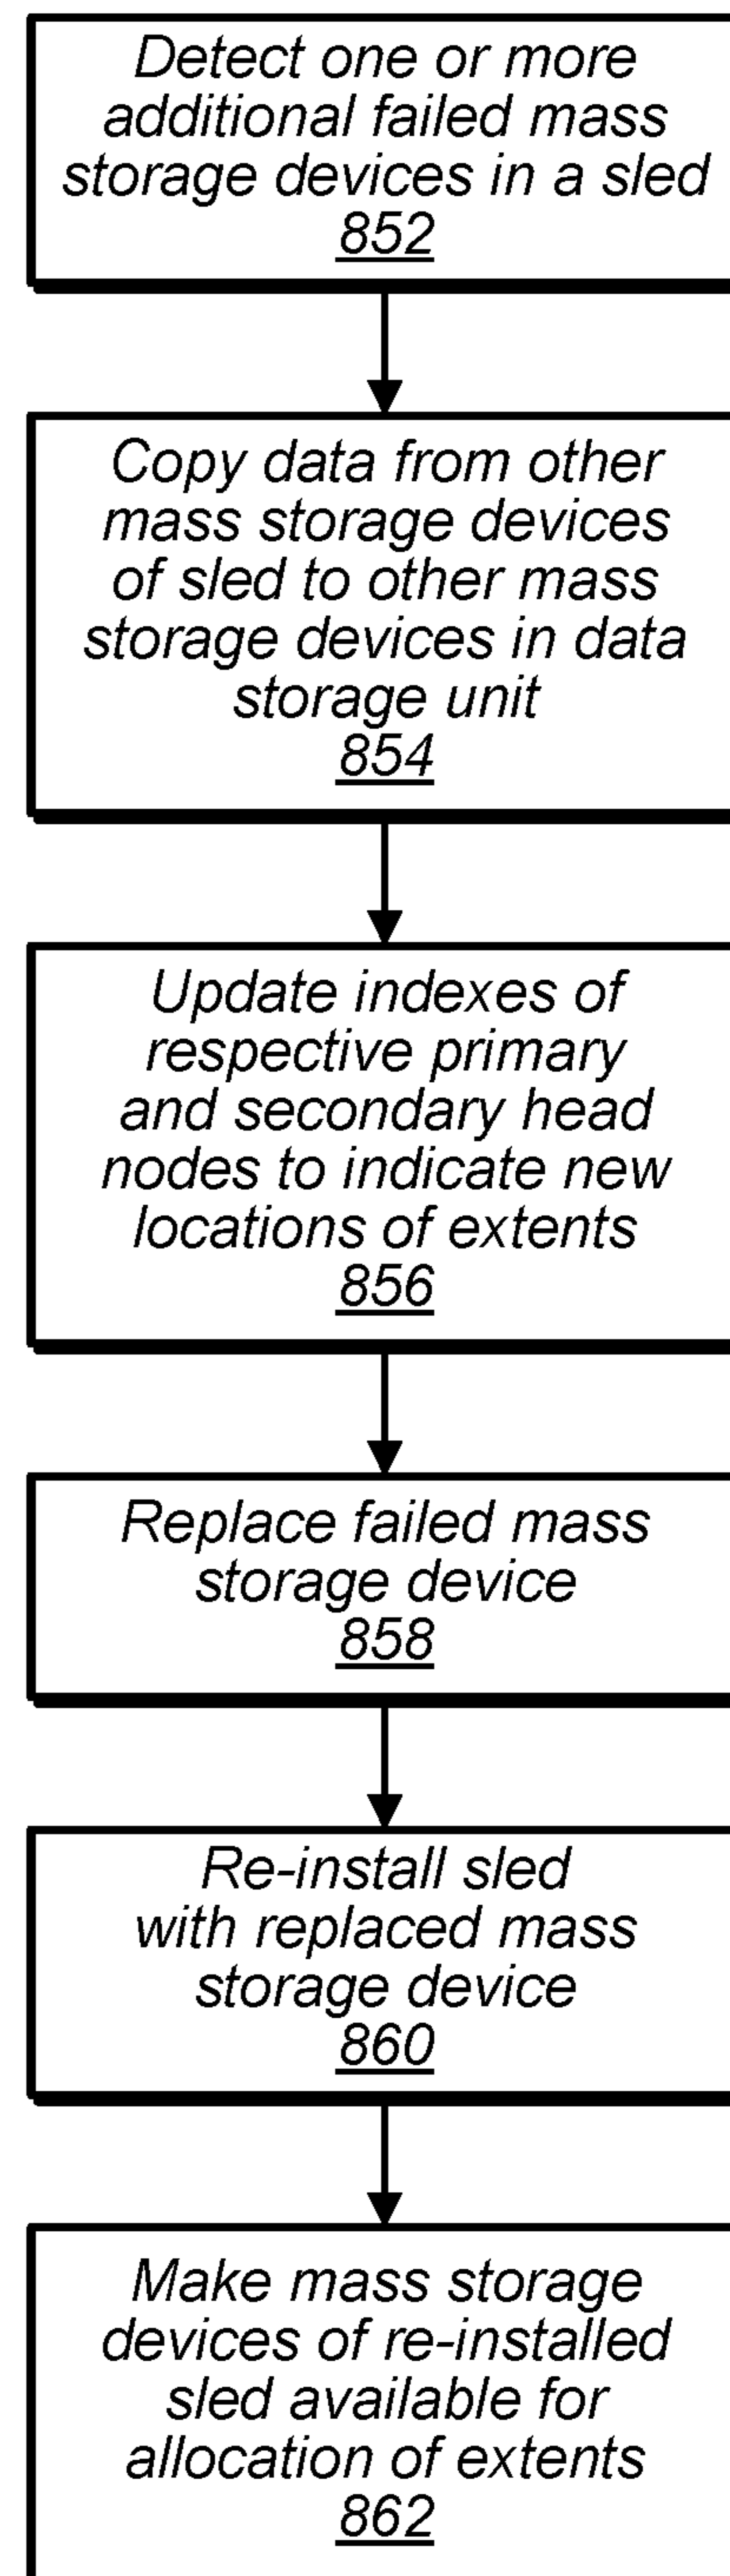 Detect one or more
additional failed mass
storage devices in a sled
852
Copy data from other
mass storage devices
of sled to other mass
storage devices in data
storage unit
854
Update indexes of
respective primary
and secondary head
nodes to indicate new
locations of extents
856
Replace failed mass
storage device
858
Re-install sled
with replaced mass
storage device
860
Make mass storage
devices of re-installed
sled available for
allocation of extents
862